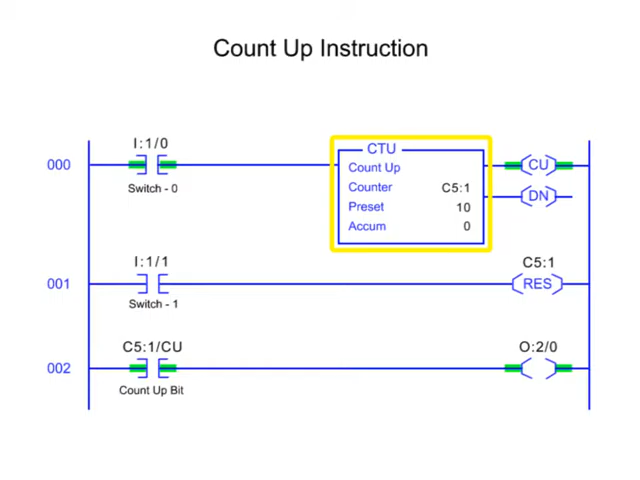 Count Up Instruction
I:1/0
CTU
000
Count Up
CU
Switch - 0
Counter C5:1
DN
Preset 10
Accum 0
I:1/1
C5:1
001
RES
Switch - 1
C5:1/CU
O:2/0
002
Count Up Bit